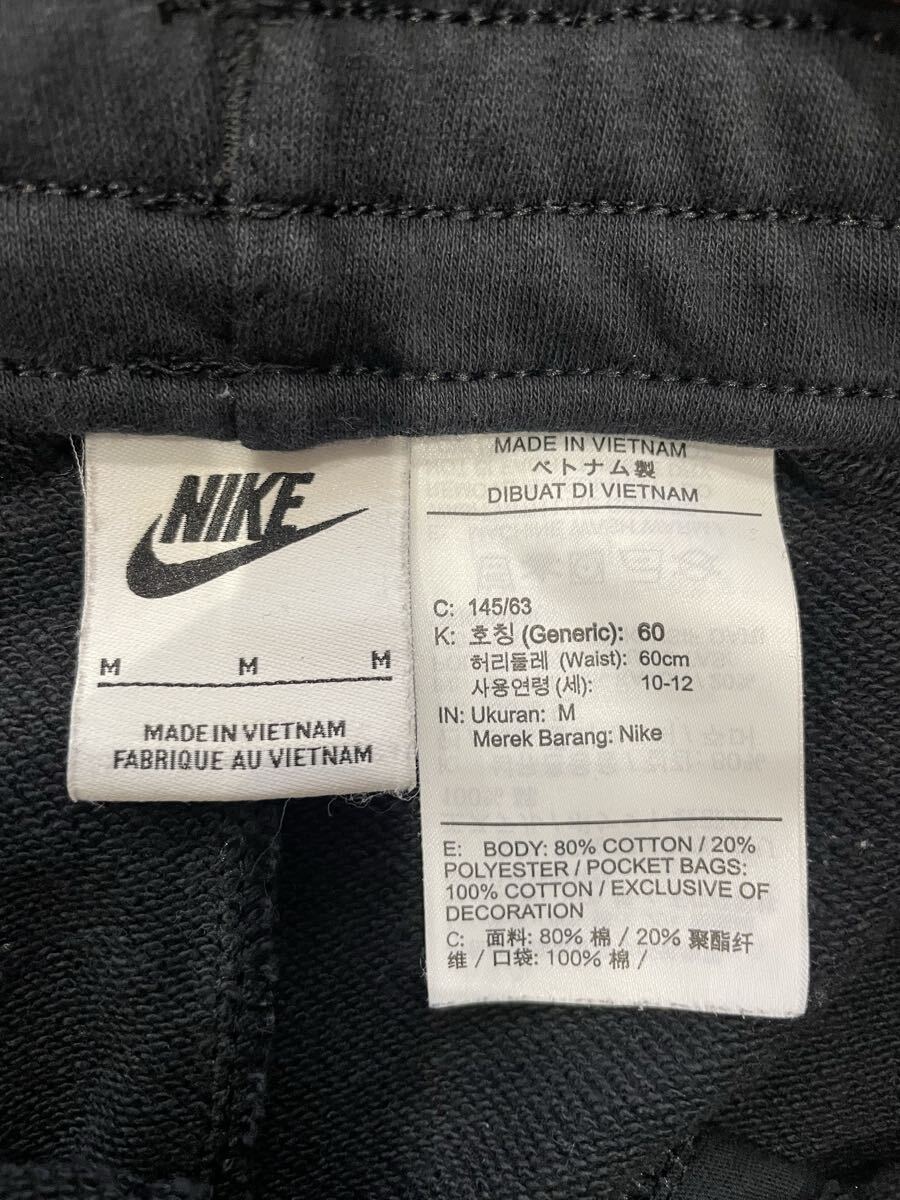 NIKE
M M M
MADE IN VIETNAM
FABRIQUE AU VIETNAM
MADE IN VIETNAM
ベトナム製
DIBUAT DI VIETNAM
C: 145/63
K: 호칭 (Generic): 60
허리둘레 (Waist): 60cm
사용연령 (세): 10-12
IN: Ukuran: M
Merek Barang: Nike
E: BODY: 80% COTTON / 20%
POLYESTER / POCKET BAGS:
100% COTTON / EXCLUSIVE OF
DECORATION
C: 面料: 80% 棉 / 20% 聚酯纤
维 / 口袋: 100% 棉 /